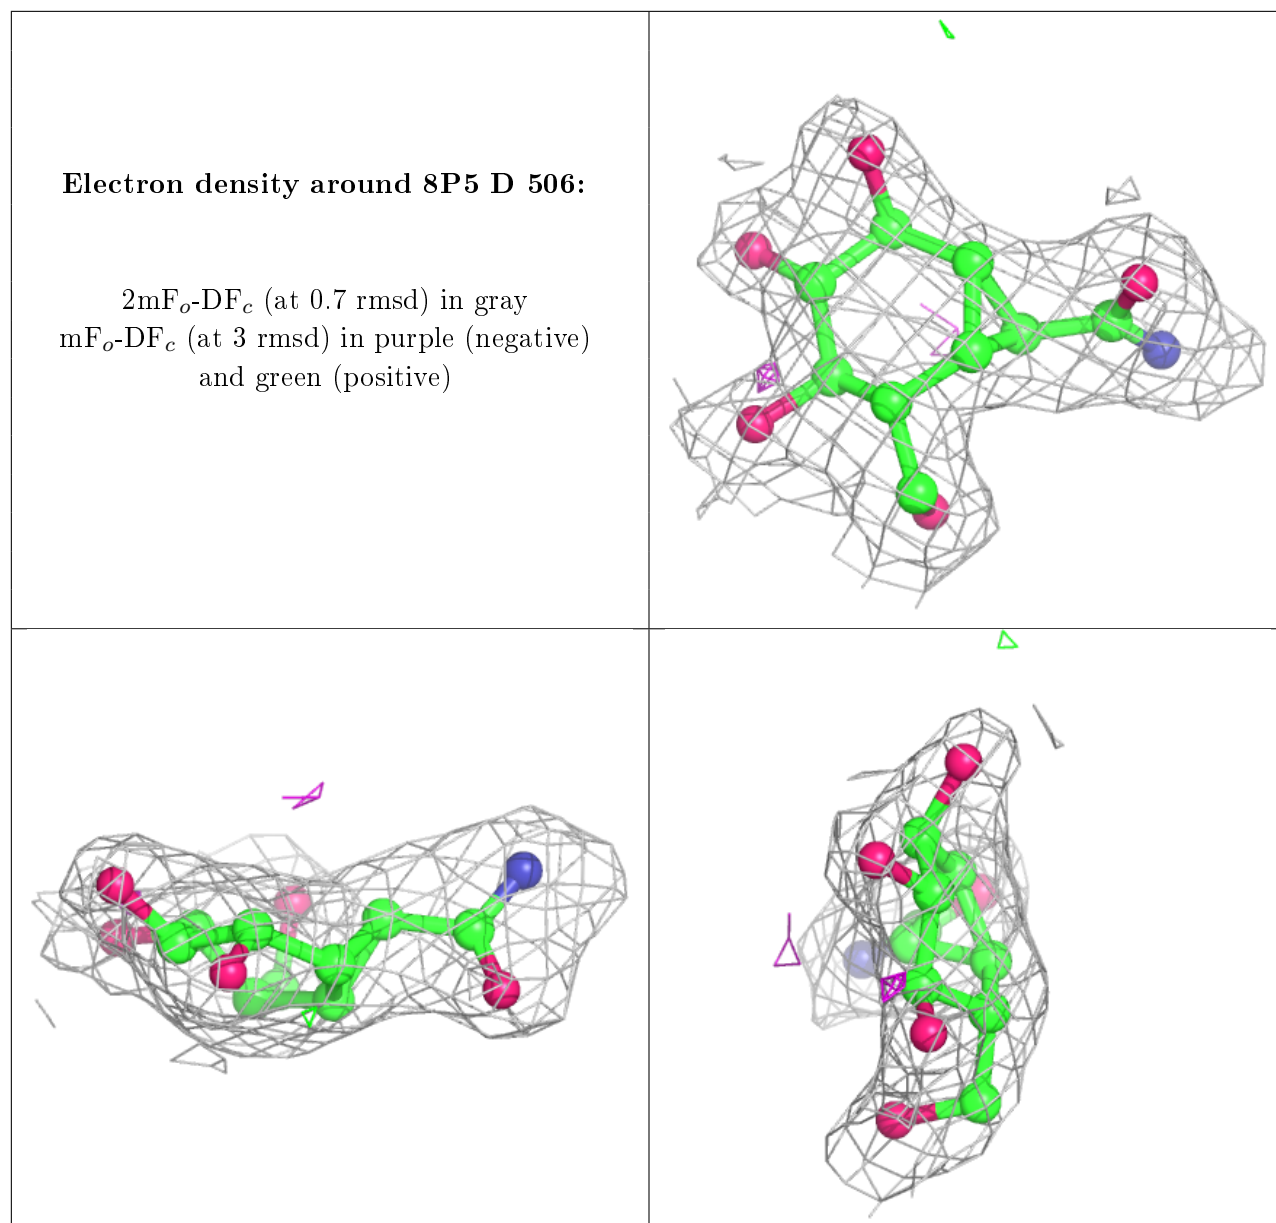 Electron density around 8P5 D 506:
2mFₒ-DF𝒸 (at 0.7 rmsd) in gray
mFₒ-DF𝒸 (at 3 rmsd) in purple (negative)
and green (positive)